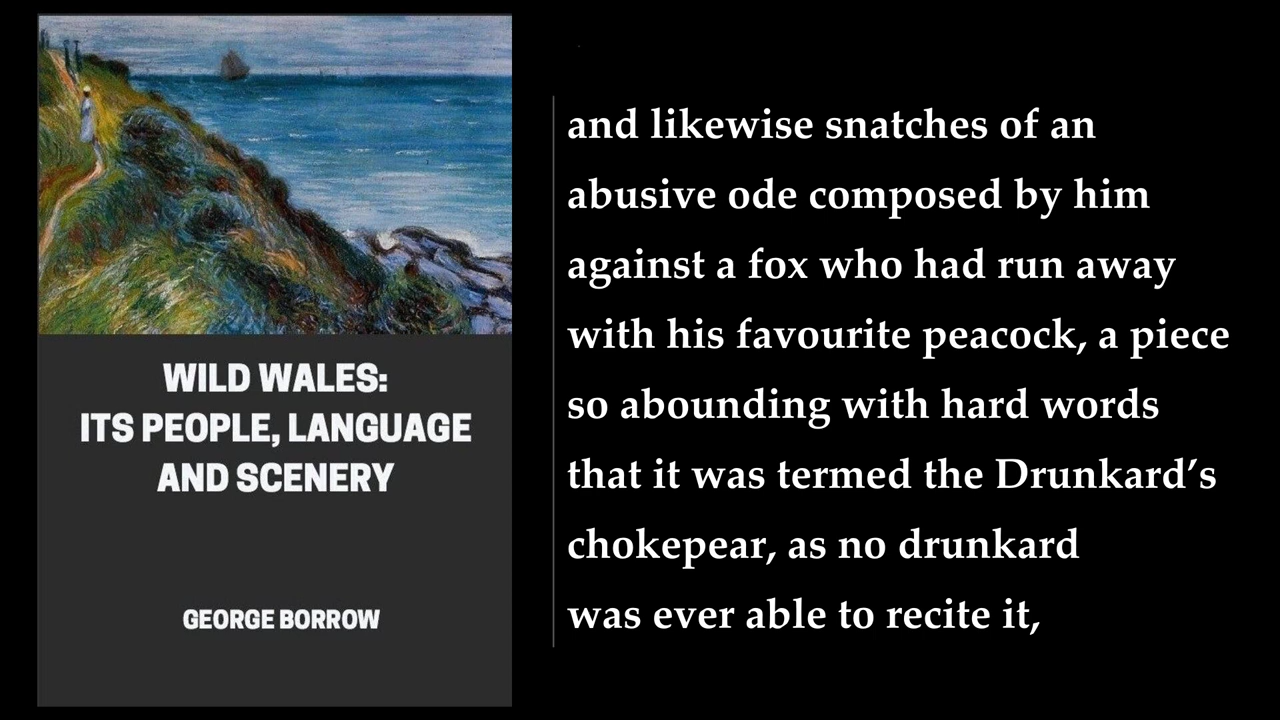 WILD WALES:
ITS PEOPLE, LANGUAGE
AND SCENERY
GEORGE BORROW
and likewise snatches of an
abusive ode composed by him
against a fox who had run away
with his favourite peacock, a piece
so abounding with hard words
that it was termed the Drunkard’s
chokepear, as no drunkard
was ever able to recite it,